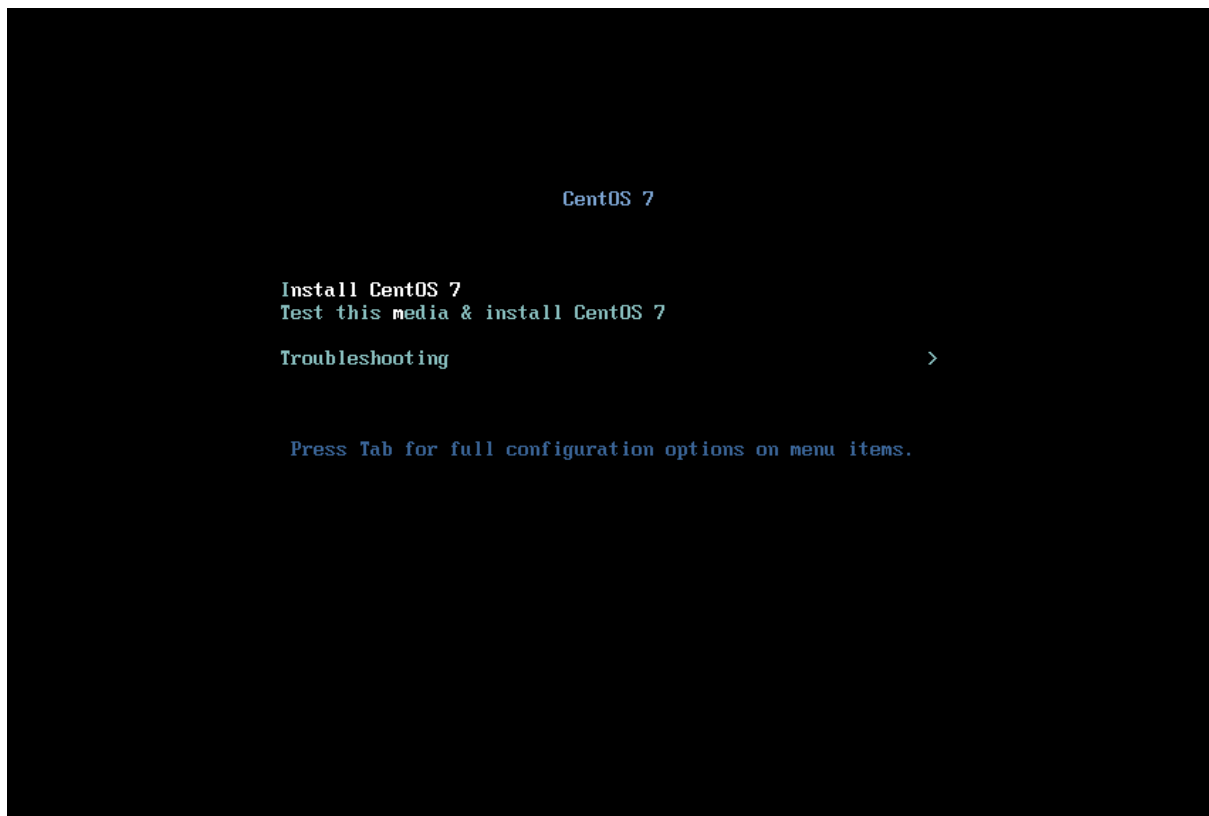 CentOS 7
Install CentOS 7
Test this media & install CentOS 7
Troubleshooting >
Press Tab for full configuration options on menu items.